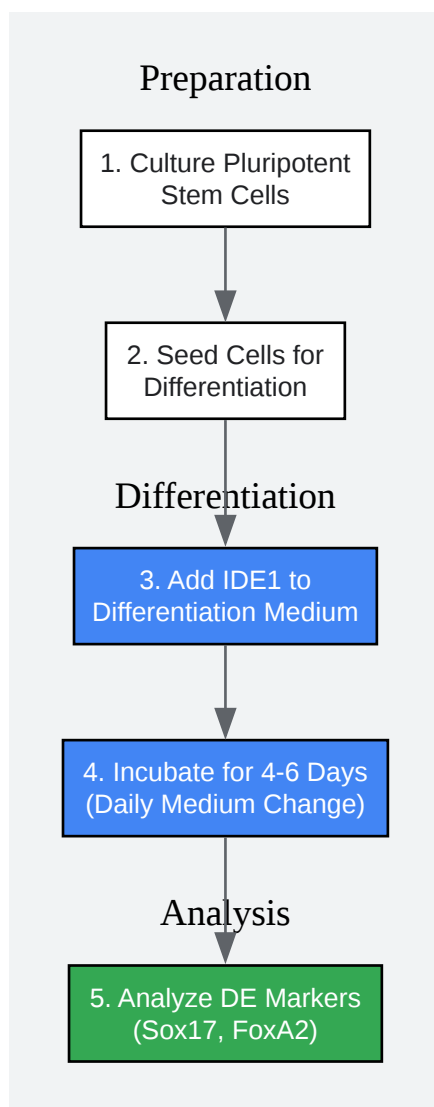 Preparation
1. Culture Pluripotent
Stem Cells
2. Seed Cells for
Differentiation
Differentiation
3. Add IDE1 to
Differentiation Medium
4. Incubate for 4-6 Days
(Daily Medium Change)
Analysis
5. Analyze DE Markers
(Sox17, FoxA2)